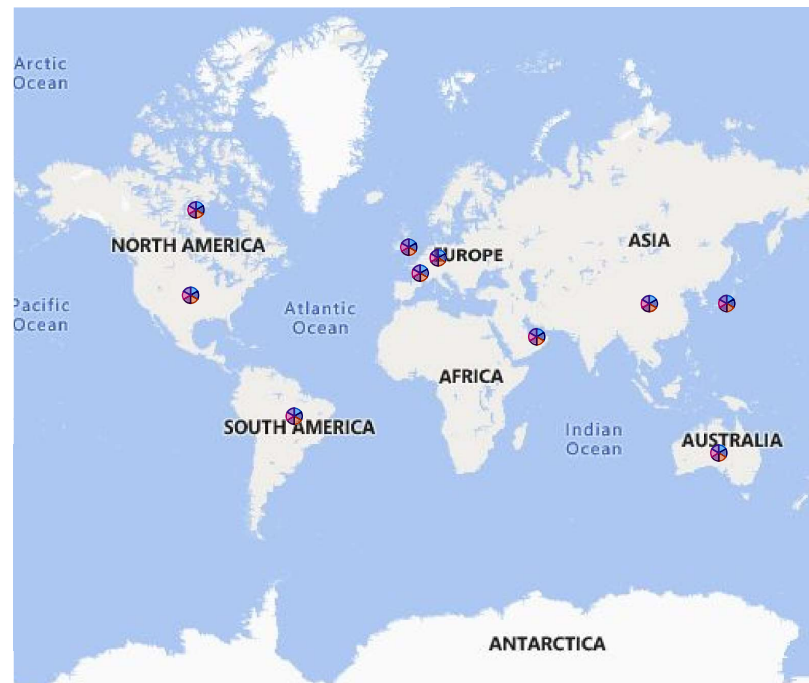 Arctic
Ocean
NORTH AMERICA
EUROPE
ASIA
Pacific
Ocean
Atlantic
Ocean
AFRICA
SOUTH AMERICA
Indian
Ocean
AUSTRALIA
ANTARCTICA